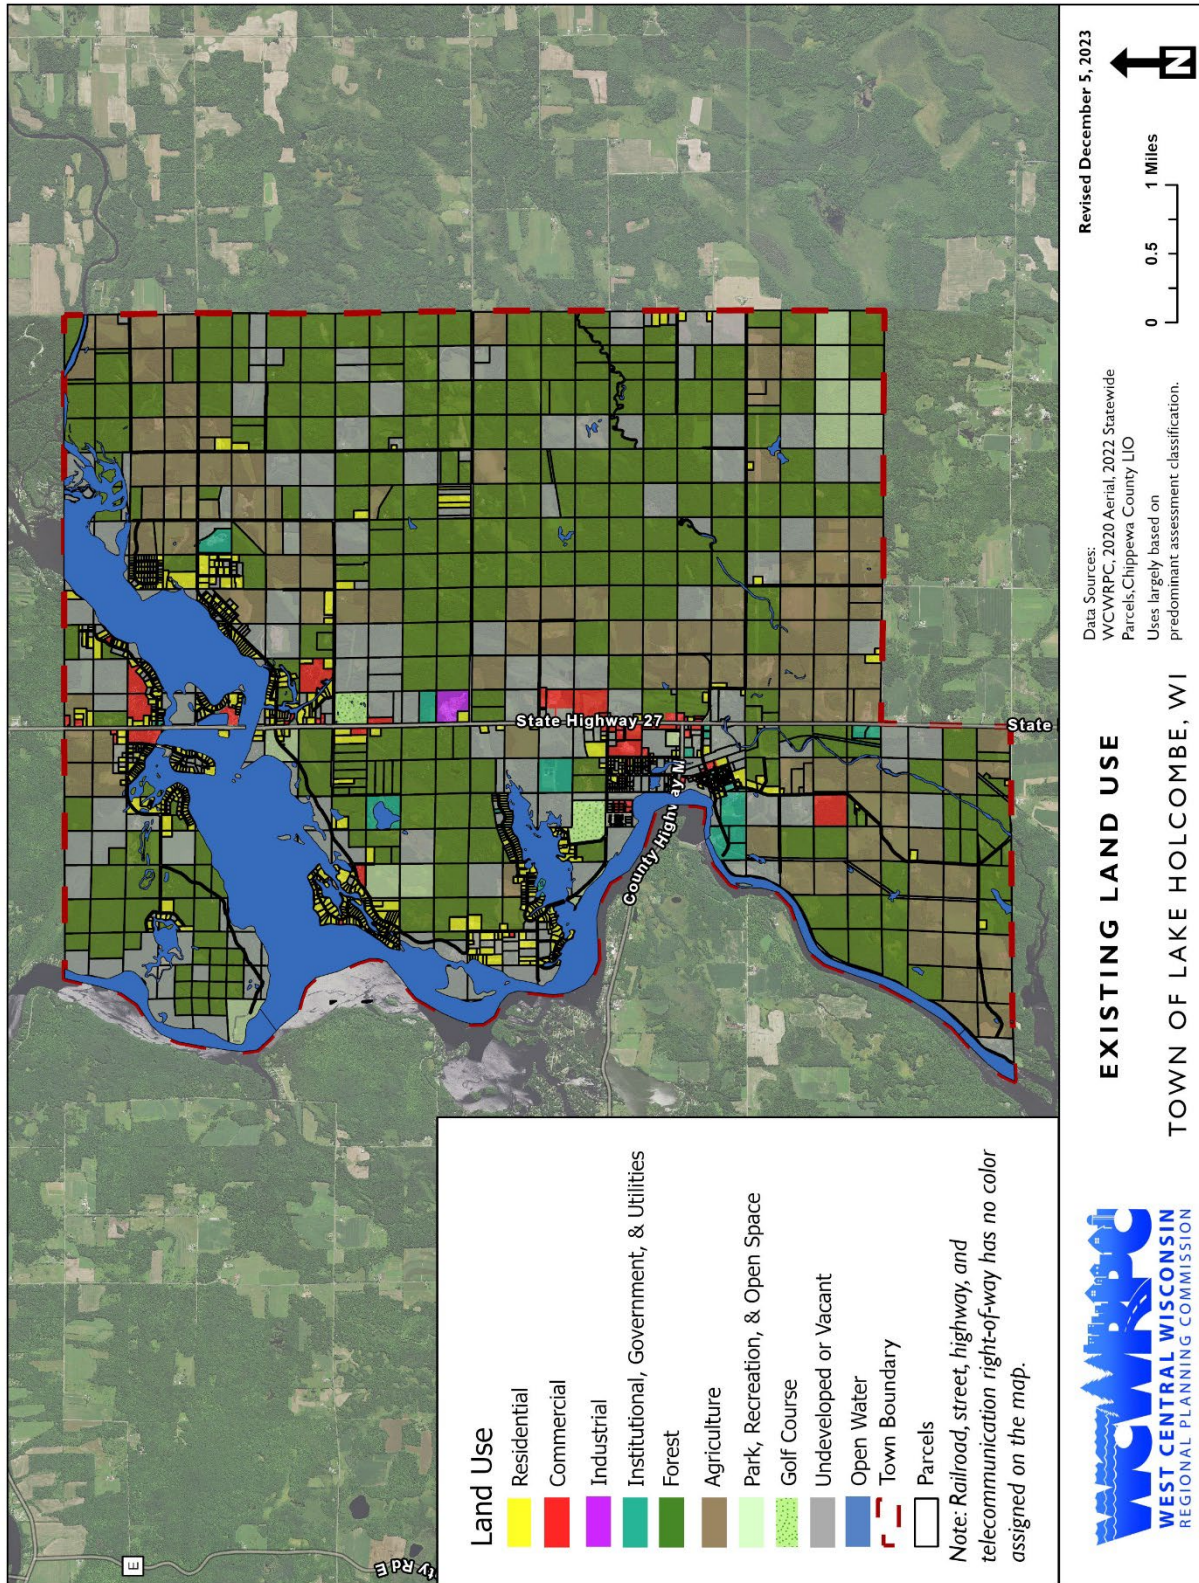 E
ty Rd E
State Highway 27
County Highway M
State
Land Use
Residential
Commercial
Industrial
Institutional, Government, & Utilities
Forest
Agriculture
Park, Recreation, & Open Space
Golf Course
Undeveloped or Vacant
Open Water
Town Boundary
Parcels
Note: Railroad, street, highway, and
telecommunication right-of-way has no color
assigned on the map.
WCWRPC
WEST CENTRAL WISCONSIN
REGIONAL PLANNING COMMISSION
EXISTING LAND USE
TOWN OF LAKE HOLCOMBE, WI
Data Sources:
WCWRPC, 2020 Aerial, 2022 Statewide
Parcels,Chippewa County LIO
Uses largely based on
predominant assessment classification.
Revised December 5, 2023
0 0.5 1 Miles
N